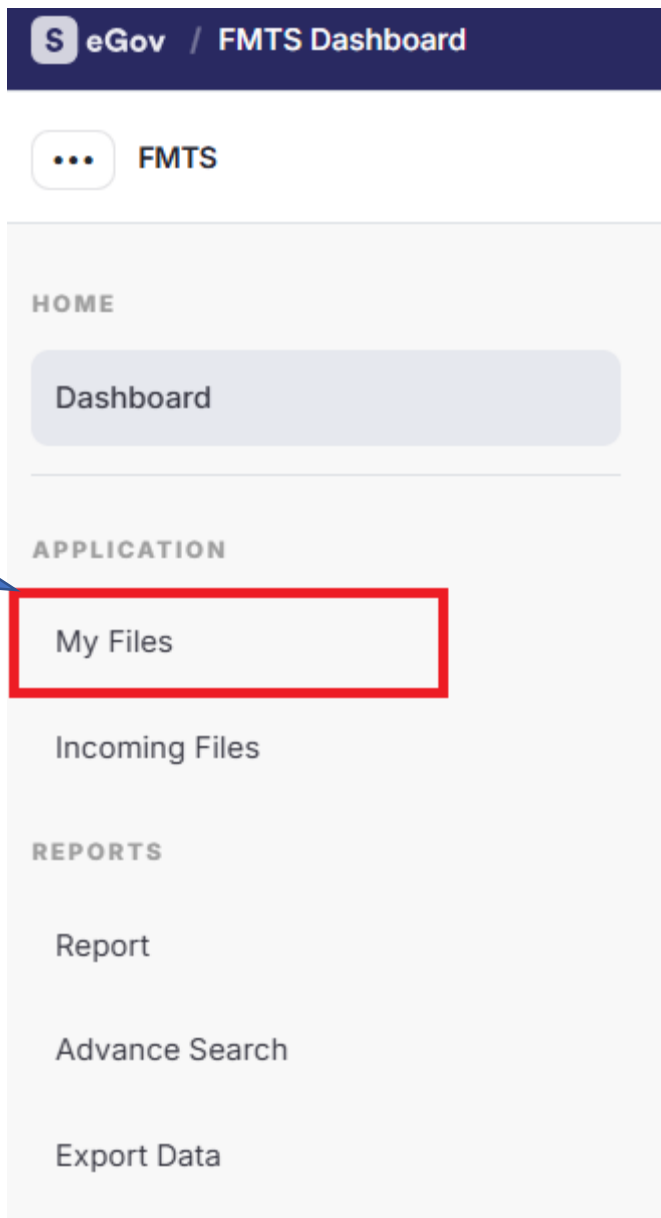 S eGov / FMTS Dashboard
••• FMTS
HOME
Dashboard
APPLICATION
My Files
Incoming Files
REPORTS
Report
Advance Search
Export Data